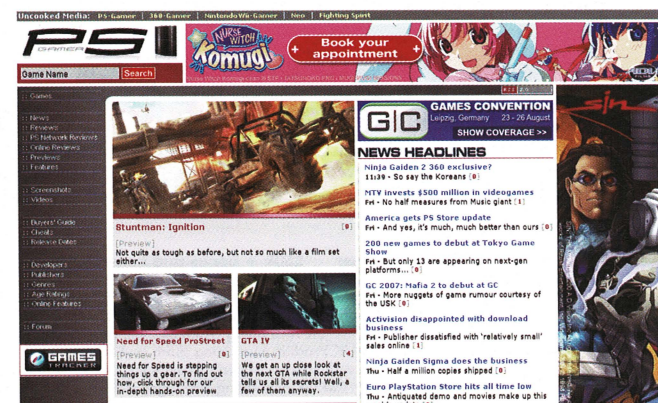 Uncooked Media: PS-Gamer | 360-Gamer | NintendoWii-Gamer | Neo | Fighting Spirit
PS
GAMER
NURSE WITCH
Komugi
Book your
appointment
Game Name Search
:: Games
:: News
:: Reviews
:: PS Network Reviews
:: Online Reviews
:: Previews
:: Features
:: Screenshots
:: Videos
:: Buyers' Guide
:: Cheats
:: Release Dates
:: Developers
:: Publishers
:: Genres
:: Age Ratings
:: Online Features
:: Forum
GAMES
TRACKER
Stuntman: Ignition [0]
[Preview]
Not quite as tough as before, but not so much like a film set
either...
Need for Speed ProStreet
[Preview] [0]
Need for Speed is stepping
things up a gear. To find out
how, click through for our
in-depth hands-on preview
GTA IV
[Preview] [4]
We get an up close look at
the next GTA while Rockstar
tells us all its secrets! Well, a
few of them anyway.
G|C
GAMES CONVENTION
Leipzig, Germany 23 - 26 August
SHOW COVERAGE >>
NEWS HEADLINES
Ninja Gaiden 2 360 exclusive?
11:39 - So say the Koreans [0]
MTV invests $500 million in videogames
Fri - No half measures from Music giant [1]
America gets PS Store update
Fri - And yes, it's much, much better than ours [0]
200 new games to debut at Tokyo Game
Show
Fri - But only 13 are appearing on next-gen
platforms... [0]
GC 2007: Mafia 2 to debut at GC
Fri - More nuggets of game rumour courtesy of
the USK [0]
Activision disappointed with download
business
Fri - Publisher dissatisfied with 'relatively small'
sales online [1]
Ninja Gaiden Sigma does the business
Thu - Half a million copies shipped [0]
Euro PlayStation Store hits all time low
Thu - Antiquated demo and movies make up this
sin